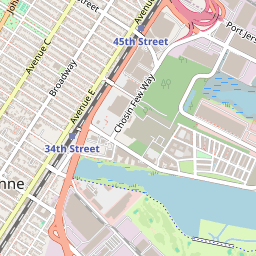 Avenue C
45th Street
Port Jers
Broadway
Avenue E
Chosin Few Way
34th Street
nne